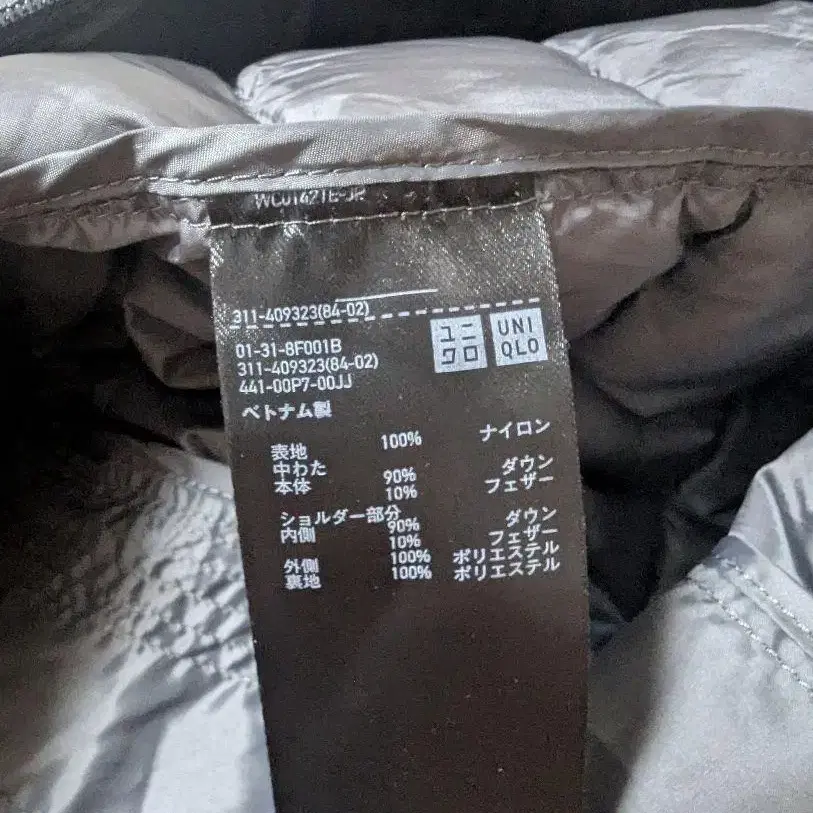 WC01421E-JP
311-409323(84-02)
ユニクロ
UNIQLO
01-31-8F001B
311-409323(84-02)
441-00P7-00JJ
ベトナム製
表地 100% ナイロン
中わた
本体 90% ダウン
10% フェザー
ショルダー部分
内側 90% ダウン
10% フェザー
外側 100% ポリエステル
裏地 100% ポリエステル